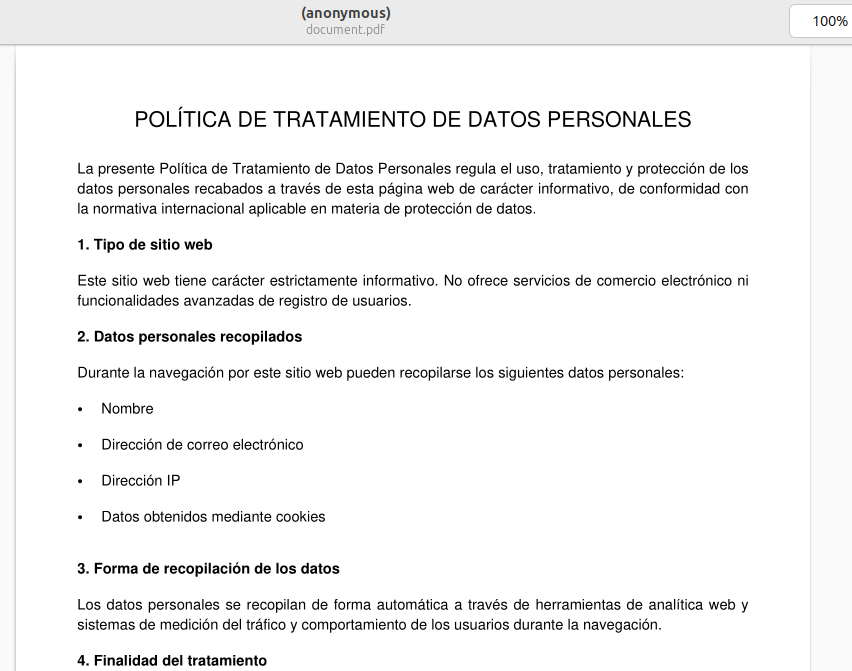 (anonymous)
document.pdf
100%
POLÍTICA DE TRATAMIENTO DE DATOS PERSONALES
La presente Política de Tratamiento de Datos Personales regula el uso, tratamiento y protección de los
datos personales recabados a través de esta página web de carácter informativo, de conformidad con
la normativa internacional aplicable en materia de protección de datos.
1. Tipo de sitio web
Este sitio web tiene carácter estrictamente informativo. No ofrece servicios de comercio electrónico ni
funcionalidades avanzadas de registro de usuarios.
2. Datos personales recopilados
Durante la navegación por este sitio web pueden recopilarse los siguientes datos personales:
• Nombre
• Dirección de correo electrónico
• Dirección IP
• Datos obtenidos mediante cookies
3. Forma de recopilación de los datos
Los datos personales se recopilan de forma automática a través de herramientas de analítica web y
sistemas de medición del tráfico y comportamiento de los usuarios durante la navegación.
4. Finalidad del tratamiento